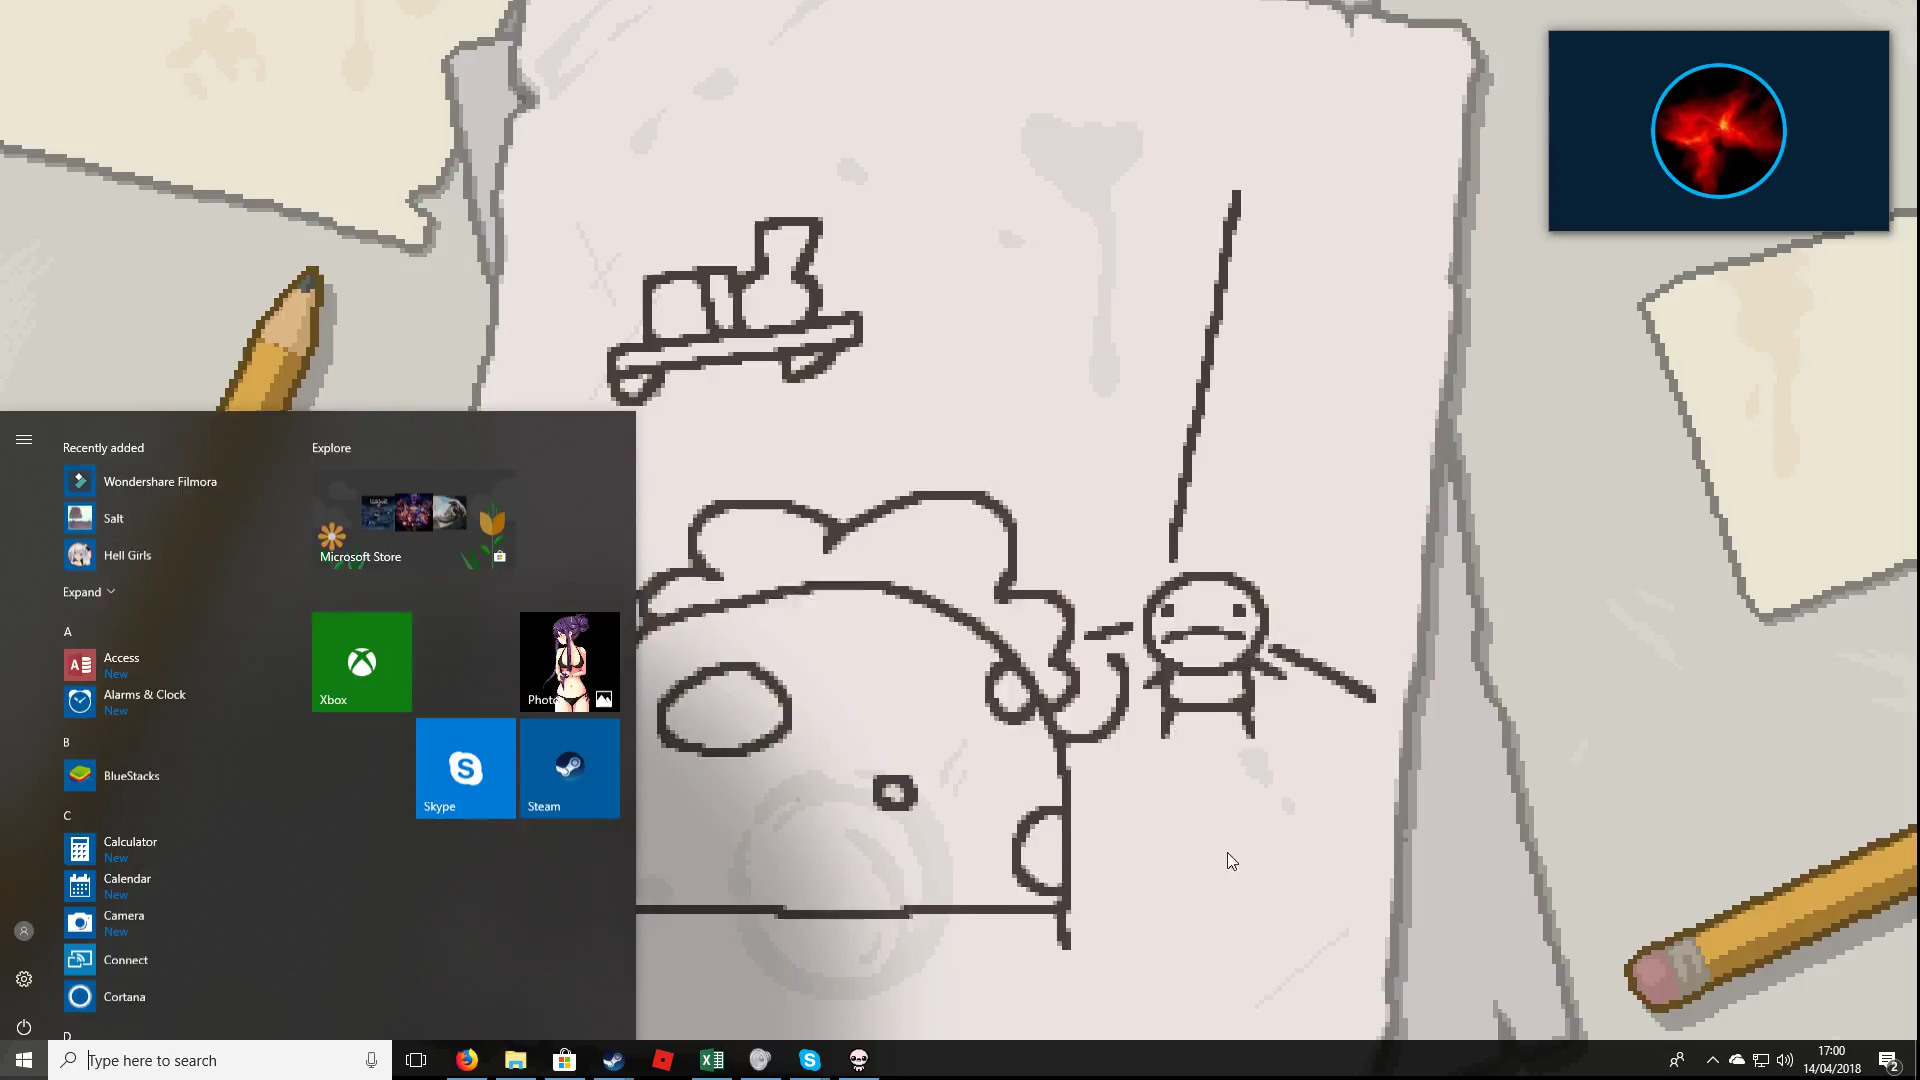 Recently added
Wondershare Filmora
Salt
Hell Girls
Expand
A
Access
New
Alarms & Clock
New
B
BlueStacks
C
Calculator
New
Calendar
New
Camera
New
Connect
Cortana
D
Explore
Microsoft Store
Xbox
Skype
Steam
Type here to search
17:00
14/04/2018
2